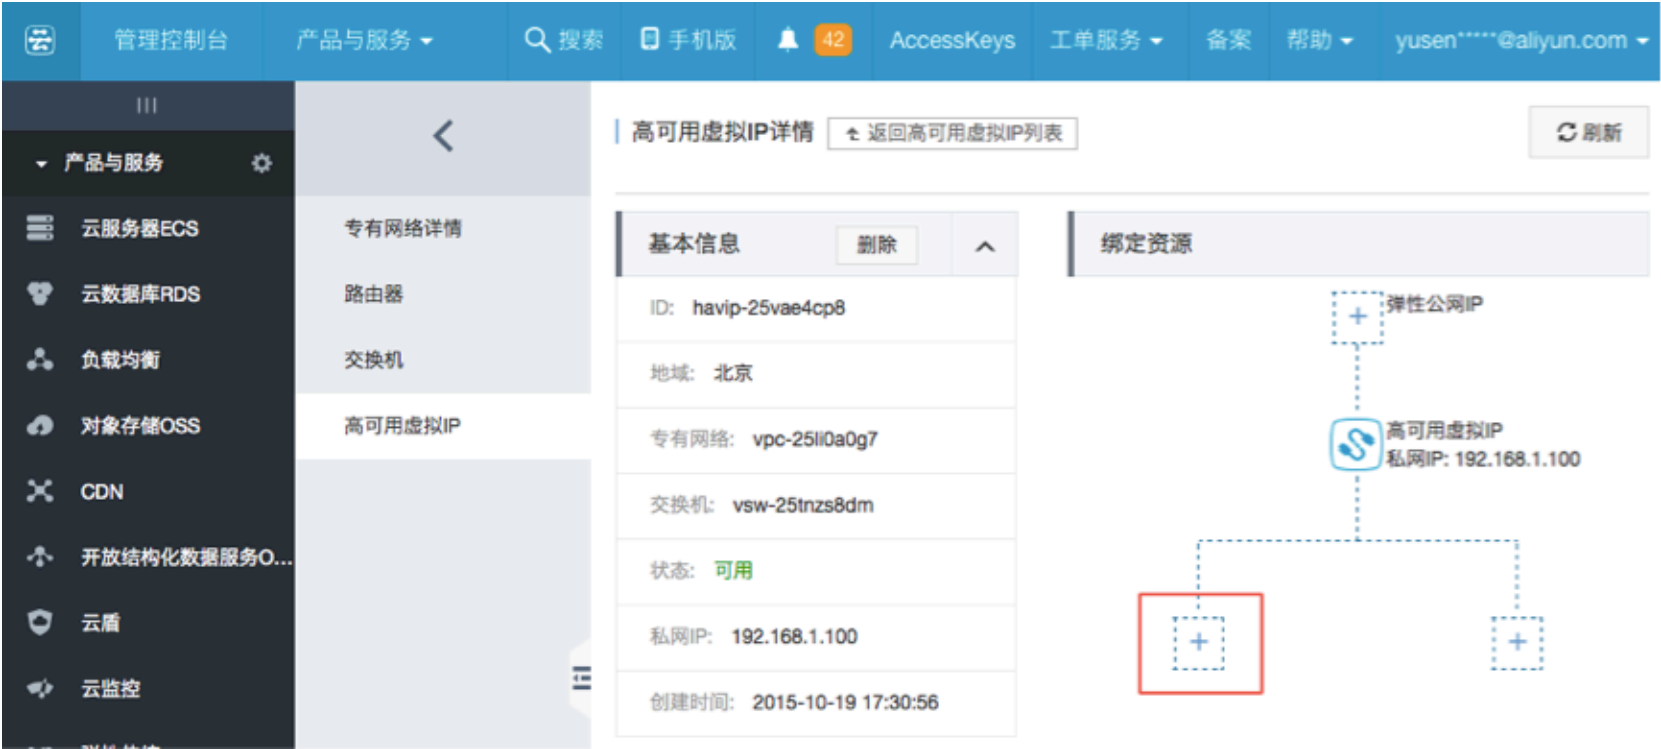 管理控制台 产品与服务 搜索 手机版 42 AccessKeys 工单服务 备案 帮助 yusen*****@aliyun.com
产品与服务
云服务器ECS
云数据库RDS
负载均衡
对象存储OSS
CDN
开放结构化数据服务O...
云盾
云监控
专有网络详情
路由器
交换机
高可用虚拟IP
高可用虚拟IP详情 返回高可用虚拟IP列表 刷新
基本信息 删除
ID: havip-25vae4cp8
地域: 北京
专有网络: vpc-25li0a0g7
交换机: vsw-25tnzs8dm
状态: 可用
私网IP: 192.168.1.100
创建时间: 2015-10-19 17:30:56
绑定资源
弹性公网IP
高可用虚拟IP
私网IP: 192.168.1.100